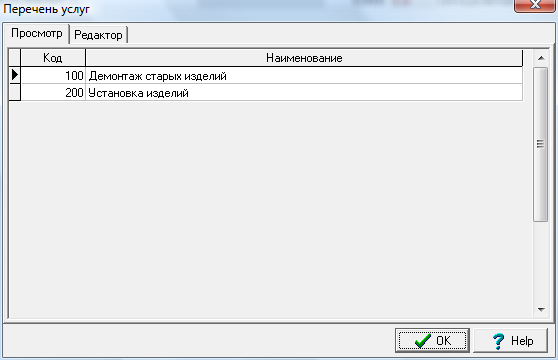 Перечень услуг
Просмотр Редактор
Код Наименование
100 Демонтаж старых изделий
200 Установка изделий
OK Help